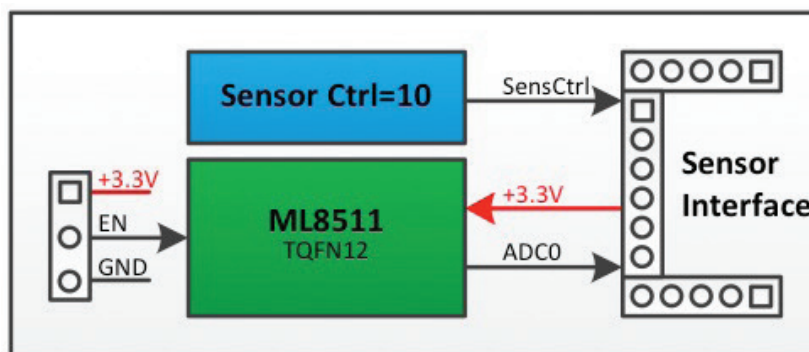 Sensor Ctrl=10
SensCtrl
+3.3V
EN
GND
ML8511
TQFN12
+3.3V
ADC0
Sensor
Interface